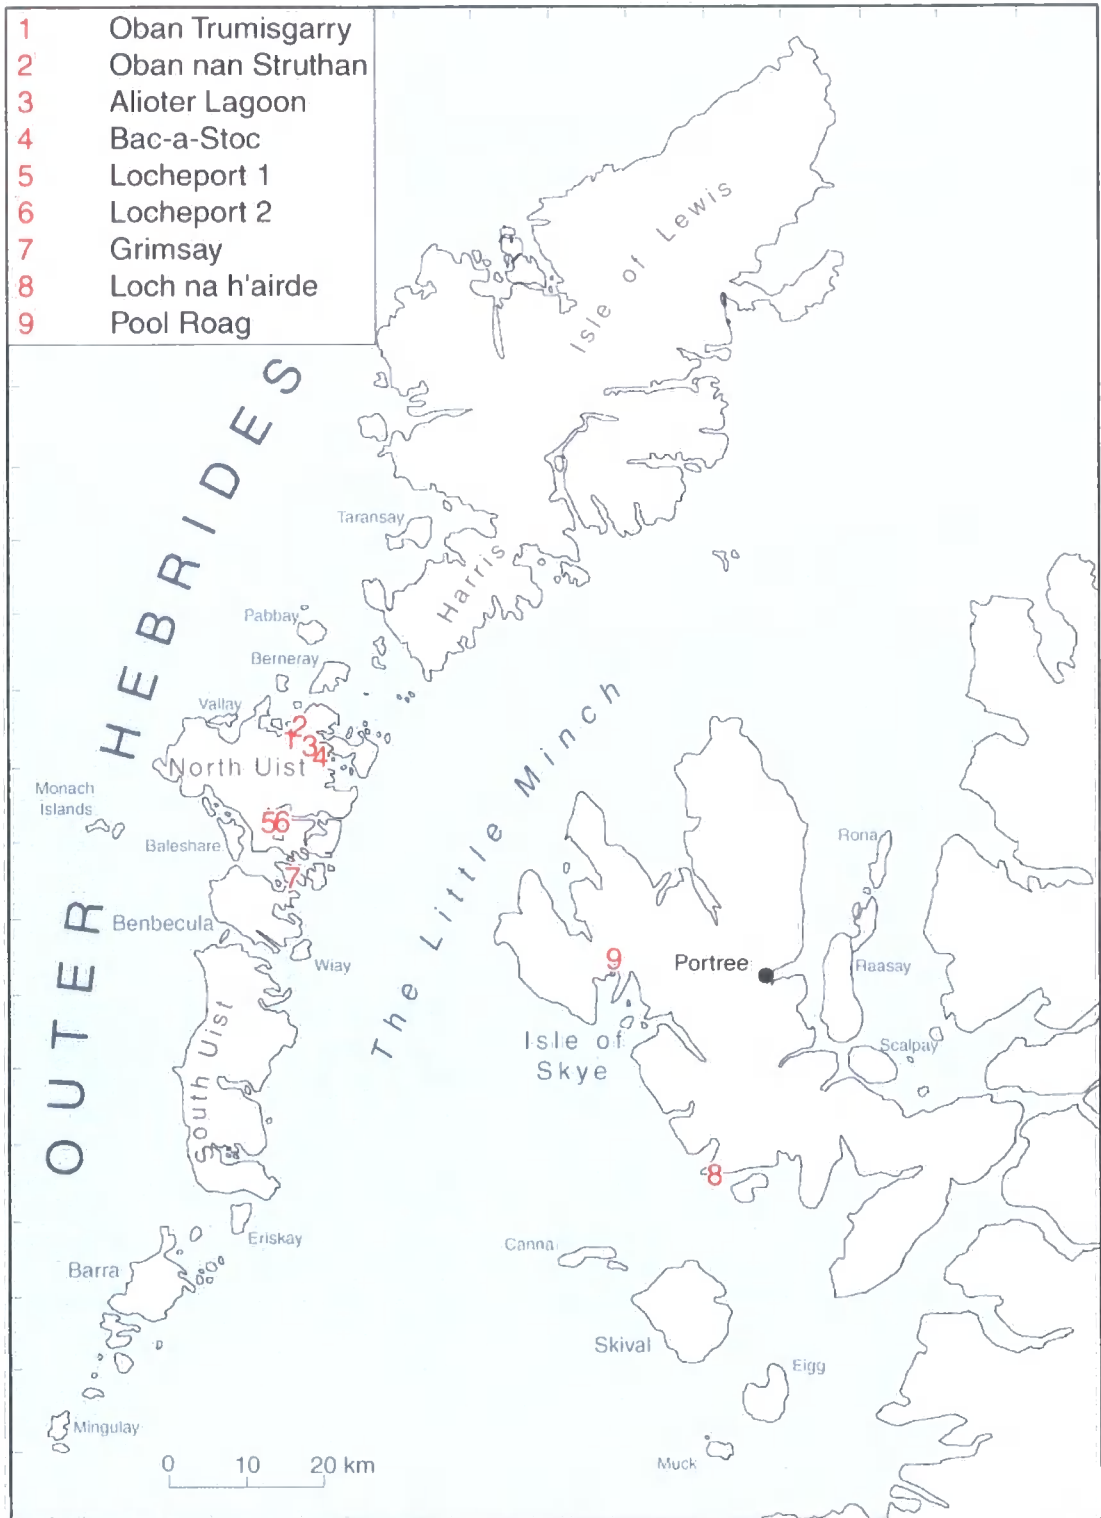 1 Oban Trumisgarry
2 Oban nan Struthan
3 Alioter Lagoon
4 Bac-a-Stoc
5 Locheport 1
6 Locheport 2
7 Grimsay
8 Loch na h'airde
9 Pool Roag
OUTER HEBRIDES
Isle of Lewis
Taransay
Harris
Pabbay
Berneray
Vallay
2
1
3
4
North Uist
Monach
Islands
56
Baleshare
7
Benbecula
Wiay
The Little Minch
Rona
9
Portree
Raasay
Isle of
Skye
Scalpay
South Uist
8
Eriskay
Canna
Barra
Skival
Eigg
Mingulay
Muck
0 10 20 km